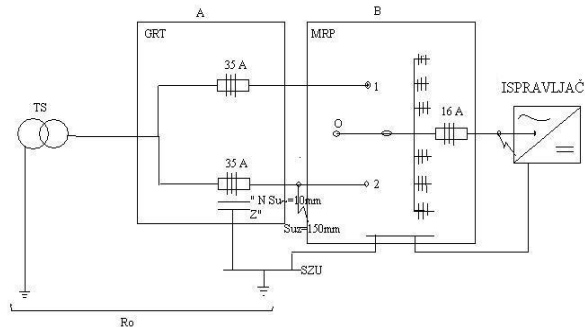 A
B
GRT
MRP
35 A
1
ISPRAVLJAČ
TS
O
16 A
35 A
2
" N Su~=10mm
Z"
Suz=150mm
SZU
Ro